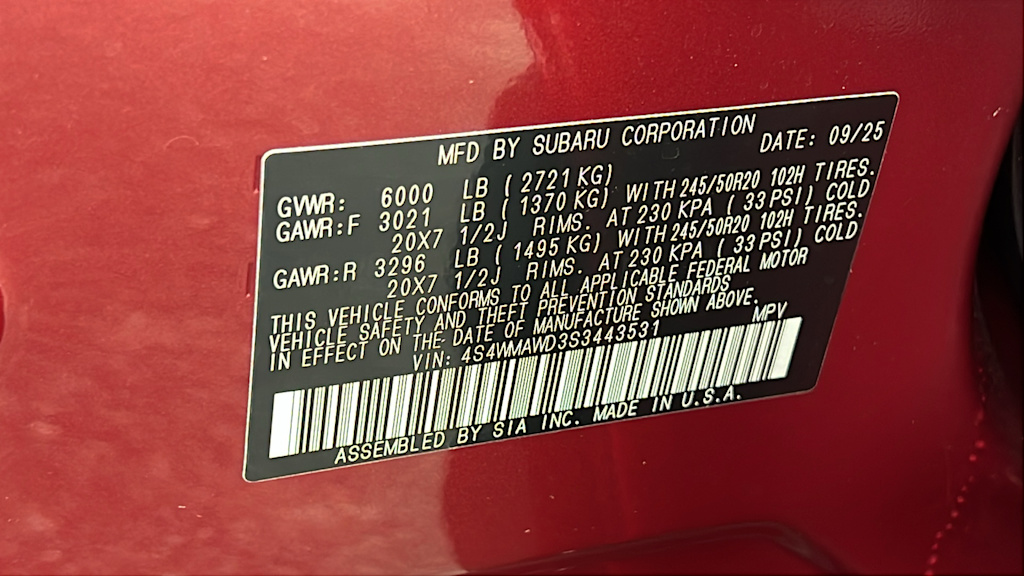 MFD BY SUBARU CORPORATION DATE: 09/25
GVWR: 6000 LB ( 2721 KG)
GAWR:F 3021 LB ( 1370 KG) WITH 245/50R20 102H TIRES.
20X7 1/2J RIMS. AT 230 KPA ( 33 PSI) COLD
GAWR:R 3296 LB ( 1495 KG) WITH 245/50R20 102H TIRES.
20X7 1/2J RIMS. AT 230 KPA ( 33 PSI) COLD
THIS VEHICLE CONFORMS TO ALL APPLICABLE FEDERAL MOTOR
VEHICLE SAFETY AND THEFT PREVENTION STANDARDS
IN EFFECT ON THE DATE OF MANUFACTURE SHOWN ABOVE.
VIN: 4S4WMAWD3S3443531 MPV
ASSEMBLED BY SIA INC. MADE IN U.S.A.